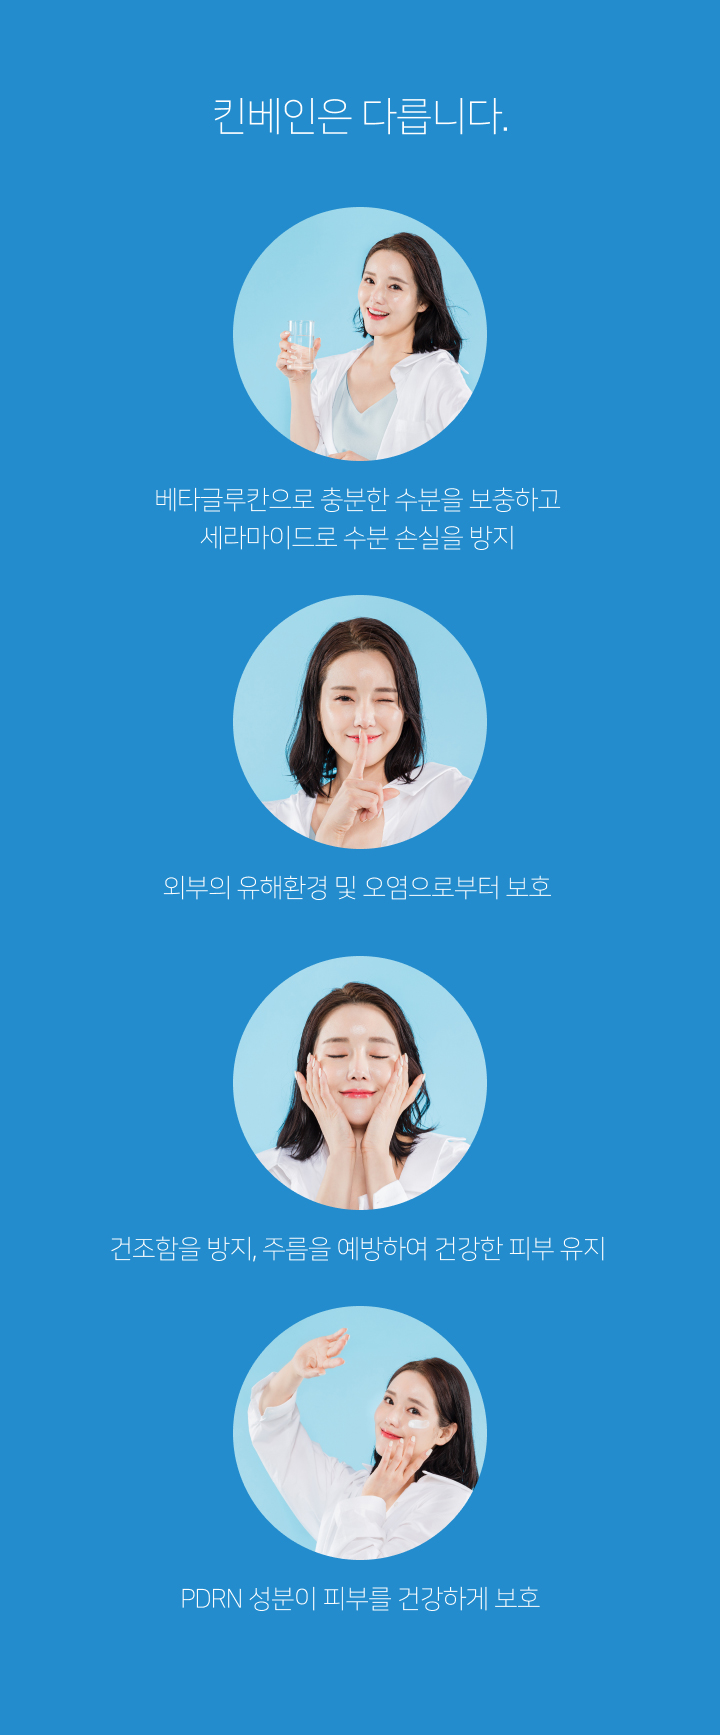 킨베인은 다릅니다.
베타글루칸으로 충분한 수분을 보충하고
세라마이드로 수분 손실을 방지
외부의 유해환경 및 오염으로부터 보호
건조함을 방지, 주름을 예방하여 건강한 피부 유지
PDRN 성분이 피부를 건강하게 보호